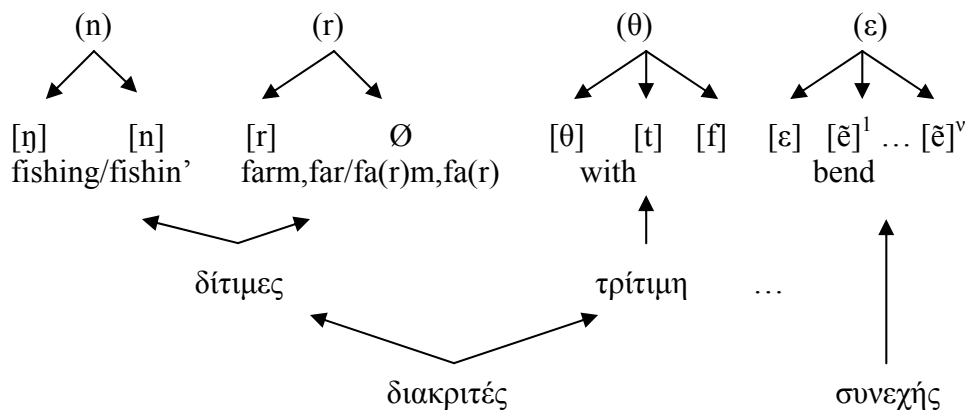 (n) (r) (θ) (ε)
[ŋ] [n] [r] Ø [θ] [t] [f] [ε] [ẽ]¹ … [ẽ]ᵛ
fishing/fishin’ farm,far/fa(r)m,fa(r) with bend
δίτιμες τρίτιμη …
διακριτές συνεχής